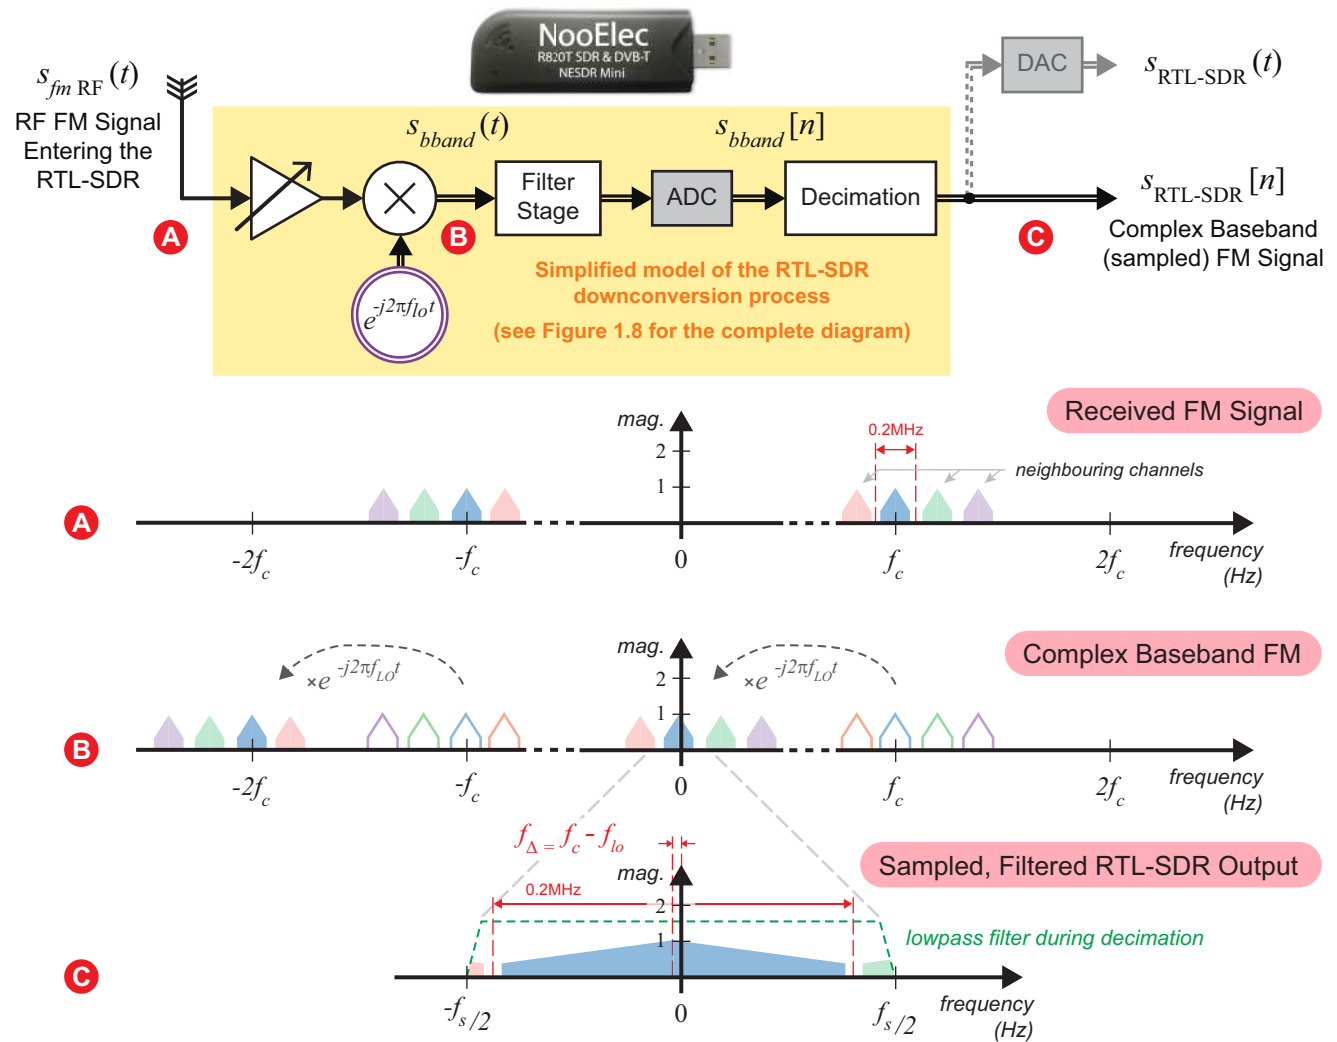 NooElec
R820T SDR & DVB-T
NESDR Mini
s_fm RF(t)
RF FM Signal
Entering the
RTL-SDR
A
s_bband(t)
B
Filter
Stage
s_bband[n]
ADC
Decimation
e^-j2πf_lo t
Simplified model of the RTL-SDR
downconversion process
(see Figure 1.8 for the complete diagram)
DAC
s_RTL-SDR(t)
s_RTL-SDR[n]
C
Complex Baseband
(sampled) FM Signal
Received FM Signal
mag.
2
1
0.2MHz
neighbouring channels
A
-2f_c
-f_c
0
f_c
2f_c
frequency
(Hz)
Complex Baseband FM
mag.
2
1
×e^-j2πf_LO t
×e^-j2πf_LO t
B
-2f_c
-f_c
0
f_c
2f_c
frequency
(Hz)
f_Δ = f_c - f_lo
Sampled, Filtered RTL-SDR Output
mag.
2
1
0.2MHz
lowpass filter during decimation
C
-f_s/2
0
f_s/2
frequency
(Hz)